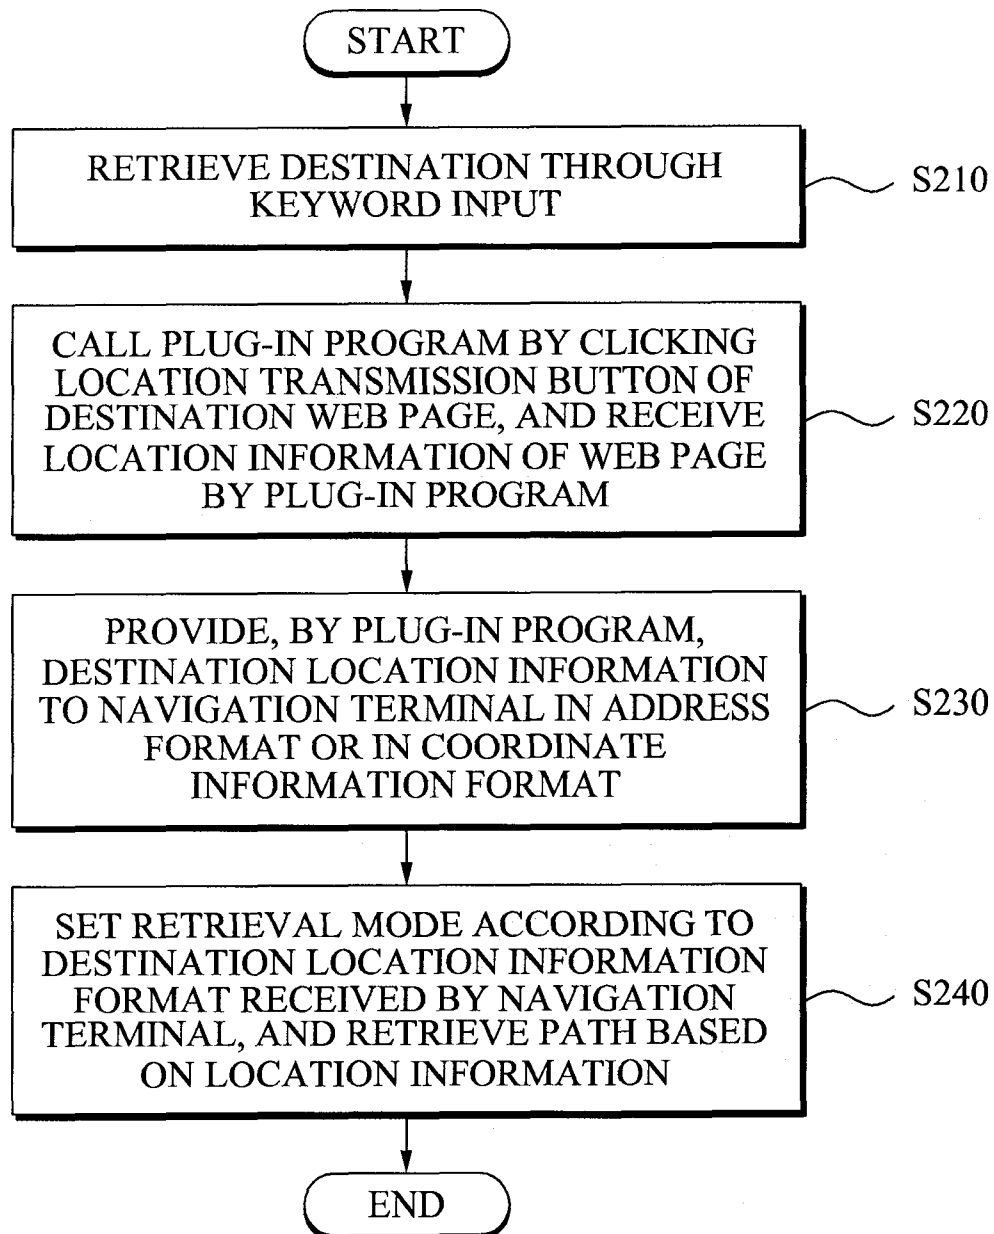 START
RETRIEVE DESTINATION THROUGH
KEYWORD INPUT
S210
CALL PLUG-IN PROGRAM BY CLICKING
LOCATION TRANSMISSION BUTTON OF
DESTINATION WEB PAGE, AND RECEIVE
LOCATION INFORMATION OF WEB PAGE
BY PLUG-IN PROGRAM
S220
PROVIDE, BY PLUG-IN PROGRAM,
DESTINATION LOCATION INFORMATION
TO NAVIGATION TERMINAL IN ADDRESS
FORMAT OR IN COORDINATE
INFORMATION FORMAT
S230
SET RETRIEVAL MODE ACCORDING TO
DESTINATION LOCATION INFORMATION
FORMAT RECEIVED BY NAVIGATION
TERMINAL, AND RETRIEVE PATH BASED
ON LOCATION INFORMATION
S240
END